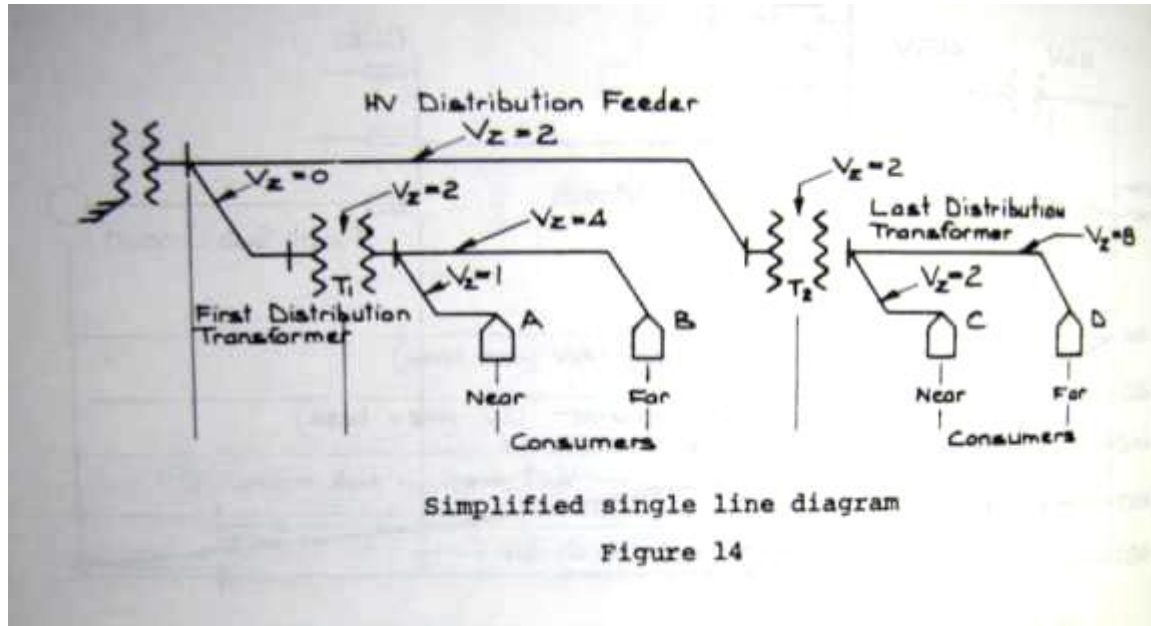 HV Distribution Feeder
Vz = 2
Vz = 0
Vz = 2
Vz = 2
Vz = 4
Last Distribution
Transformer
Vz = 8
Vz = 1
Vz = 2
T1
T2
First Distribution
Transformer
A
B
C
D
Near
Far
Near
Far
Consumers
Consumers
Simplified single line diagram
Figure 14